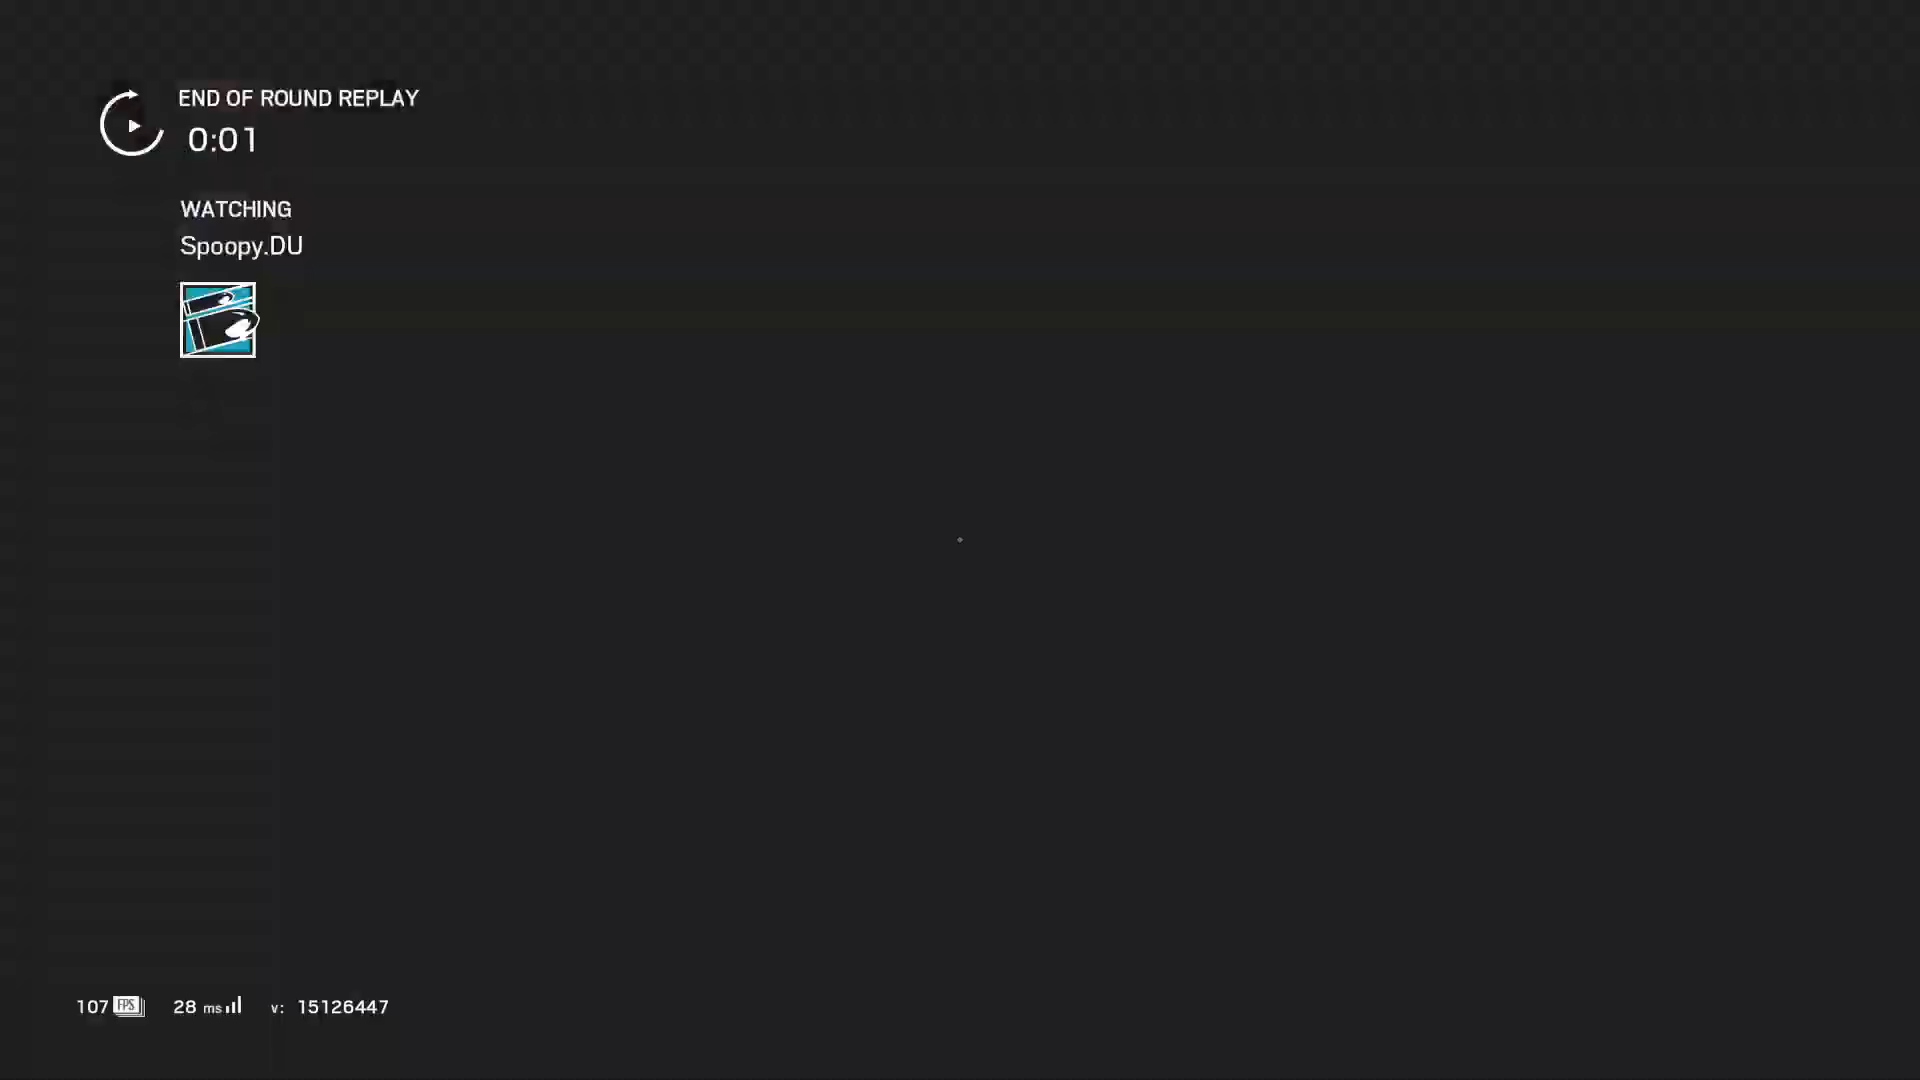 END OF ROUND REPLAY
0:01
WATCHING
Spoopy.DU
107 FPS 28 ms v: 15126447